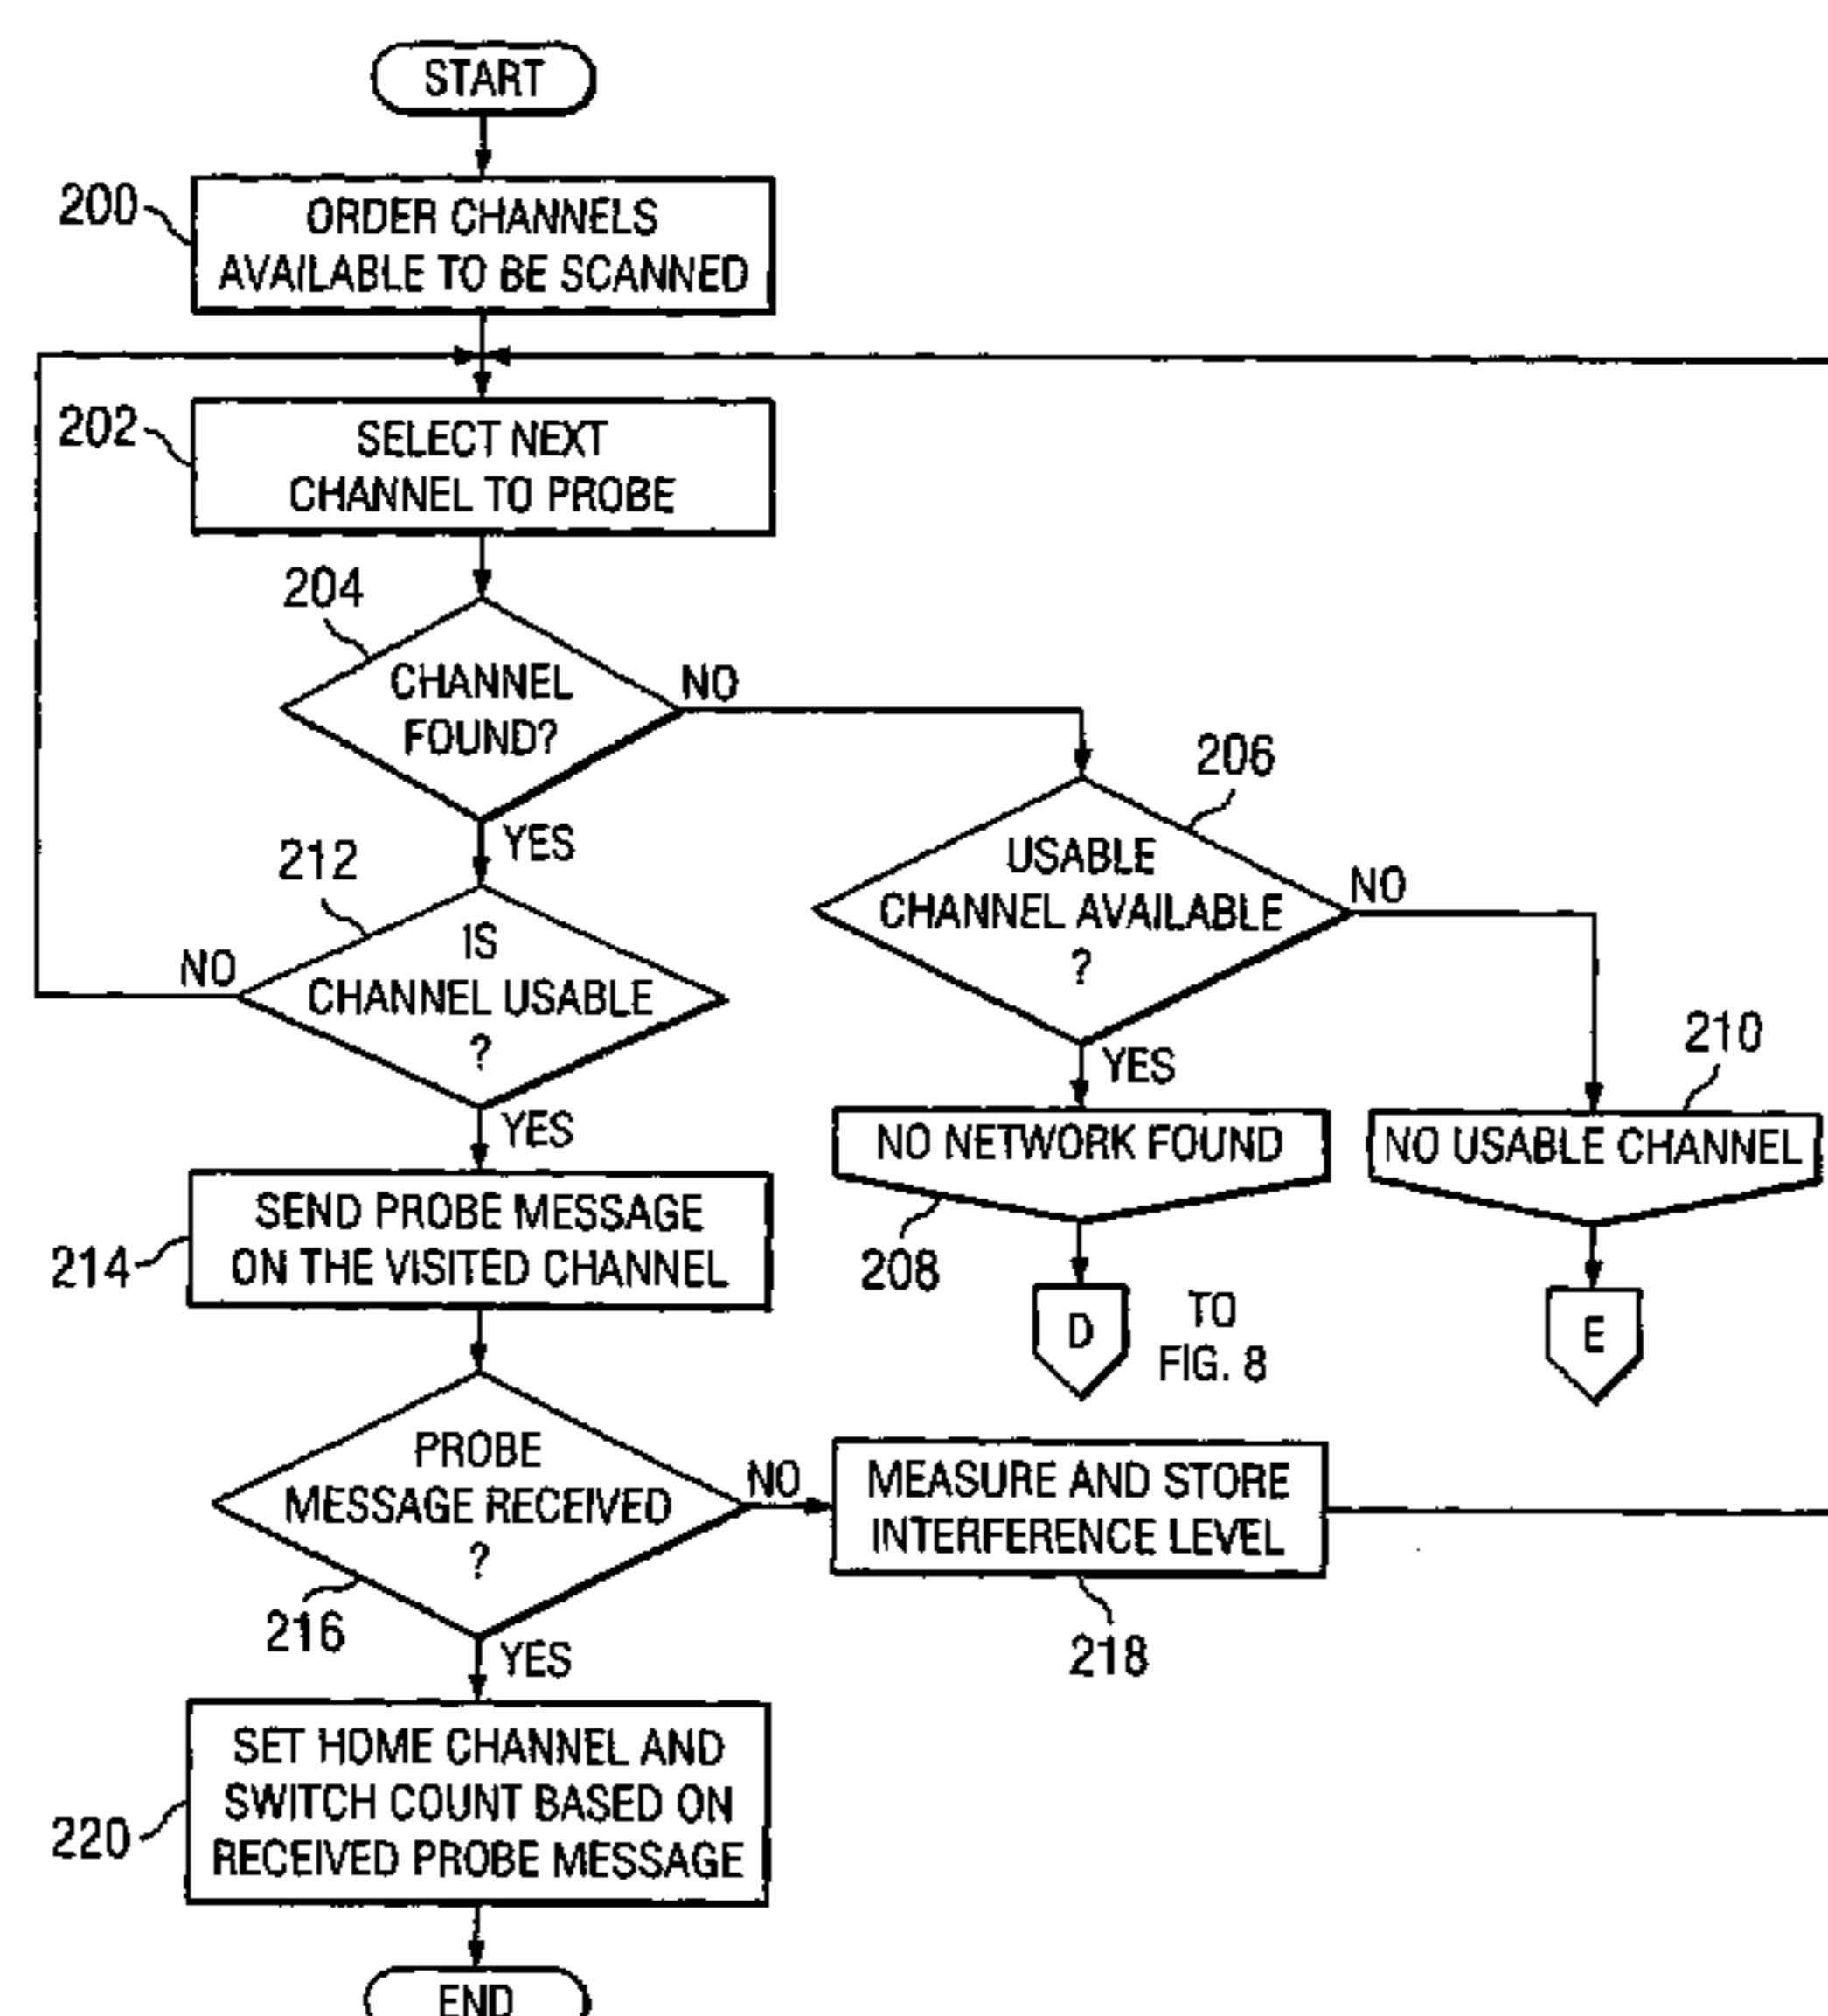 START
200
ORDER CHANNELS
AVAILABLE TO BE SCANNED
202
SELECT NEXT
CHANNEL TO PROBE
204
CHANNEL
FOUND?
NO
YES
206
USABLE
CHANNEL AVAILABLE
?
NO
YES
212
IS
CHANNEL USABLE
?
NO
YES
208
NO NETWORK FOUND
210
NO USABLE CHANNEL
D
TO
FIG. 8
E
214
SEND PROBE MESSAGE
ON THE VISITED CHANNEL
216
PROBE
MESSAGE RECEIVED
?
NO
YES
218
MEASURE AND STORE
INTERFERENCE LEVEL
220
SET HOME CHANNEL AND
SWITCH COUNT BASED ON
RECEIVED PROBE MESSAGE
END